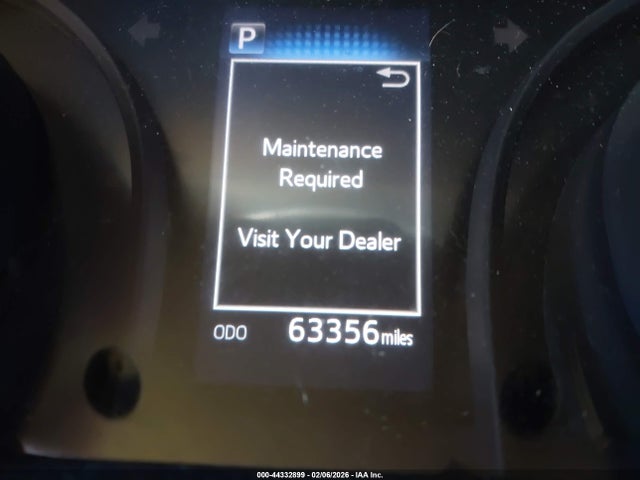 P
Maintenance
Required
Visit Your Dealer
ODO 63356 miles
000-44332899 - 02/06/2026 - IAA Inc.